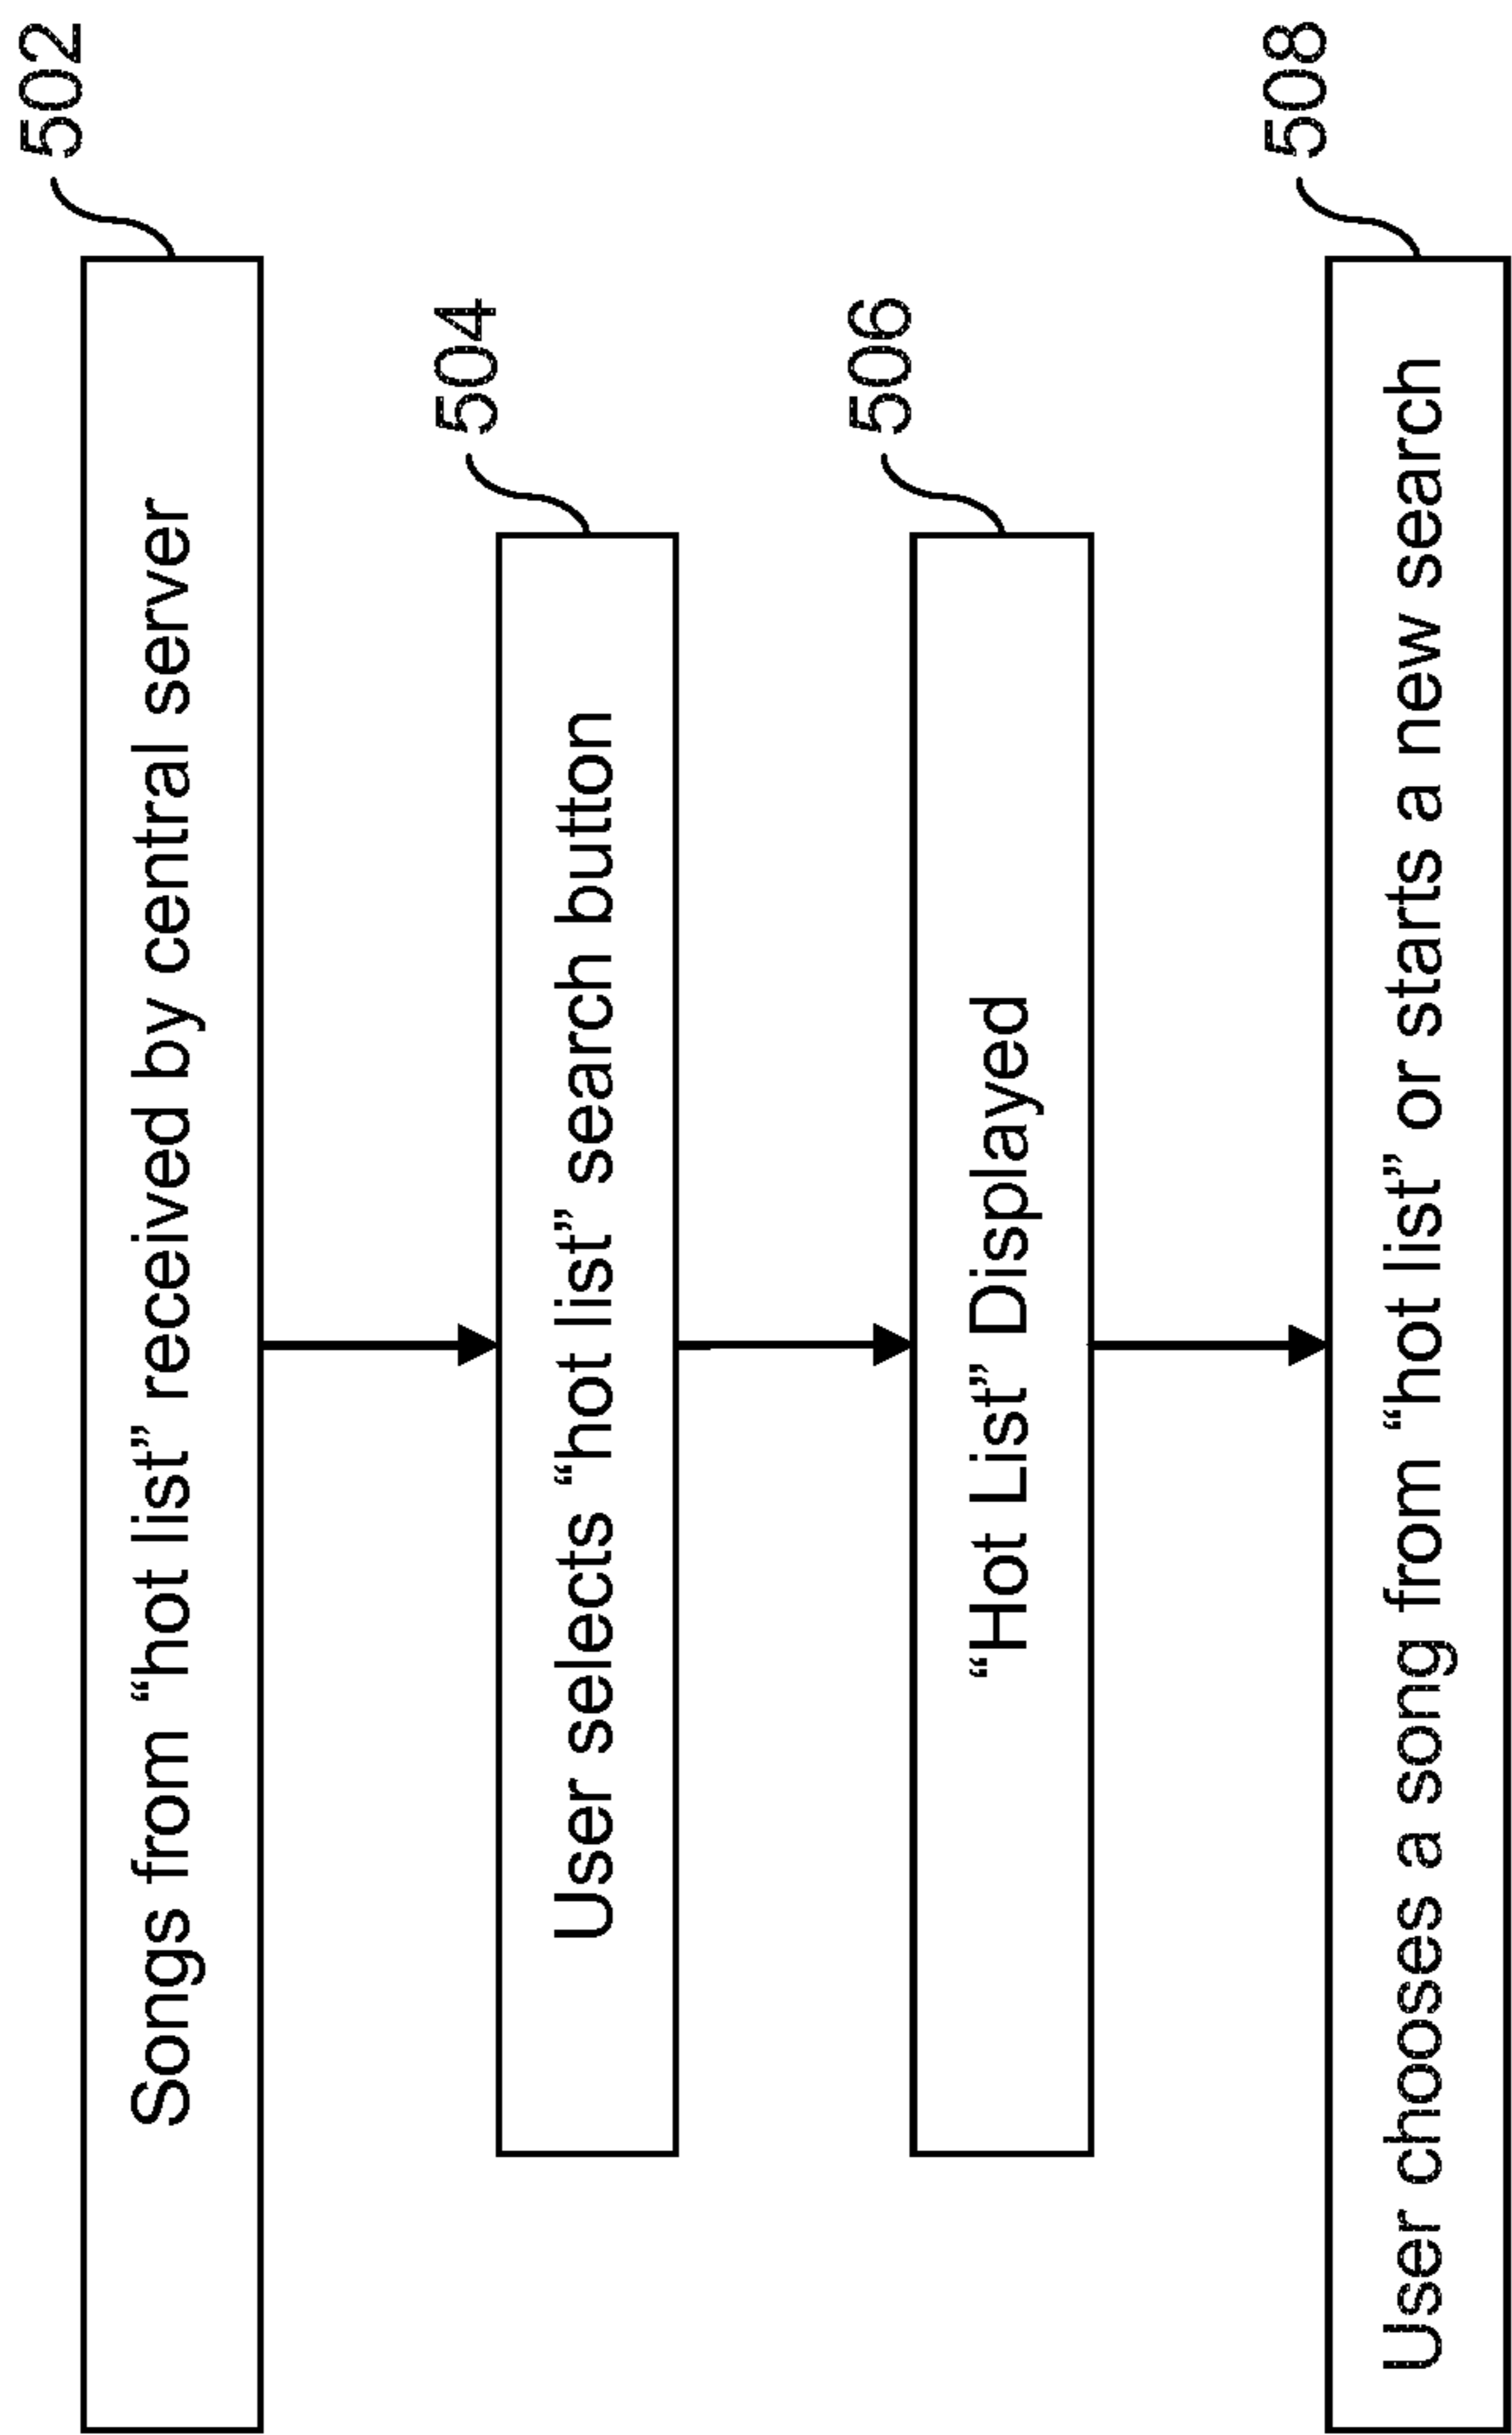 502
Songs from “hot list” received by central server
504
User selects “hot list” search button
506
“Hot List” Displayed
508
User chooses a song from “hot list” or starts a new search